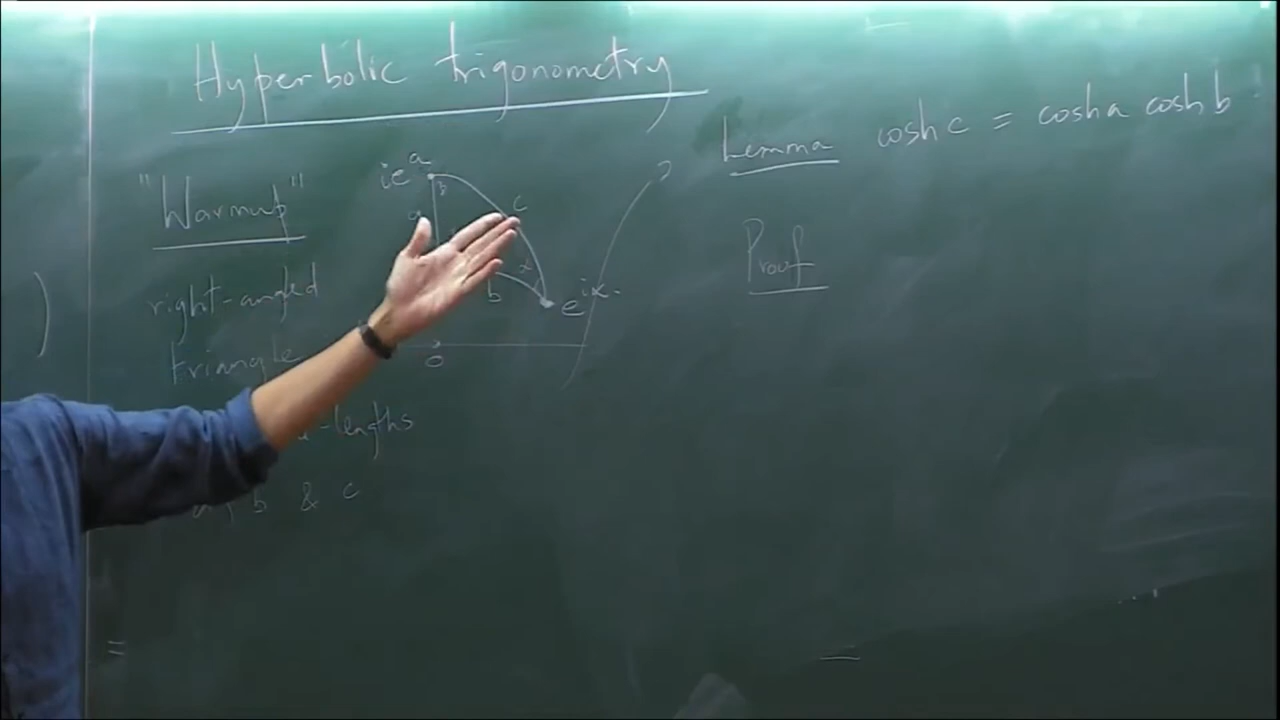 Hyperbolic trigonometry
"Warmup"
right-angled
triangle
-lengths
b & c
ie^a
a
c
b
e^{ix}
0
Lemma cosh c = cosh a cosh b
Proof
=